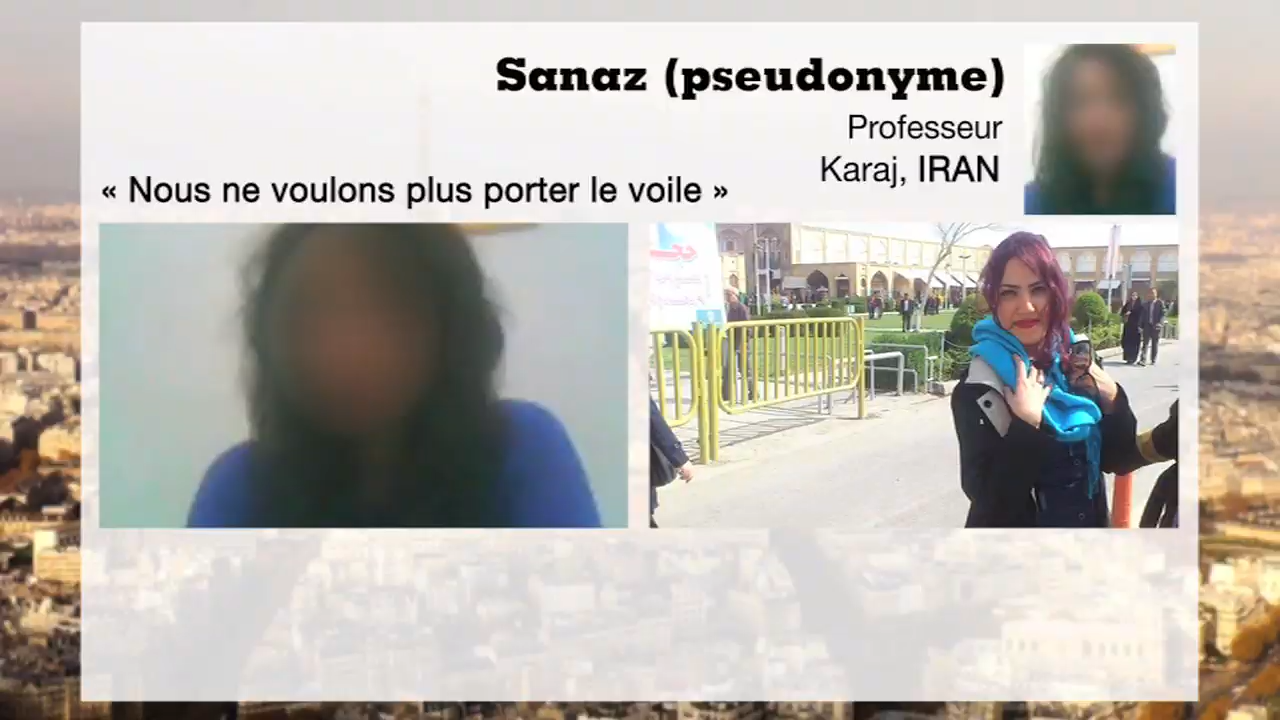 Sanaz (pseudonyme)
Professeur
Karaj, IRAN
« Nous ne voulons plus porter le voile »